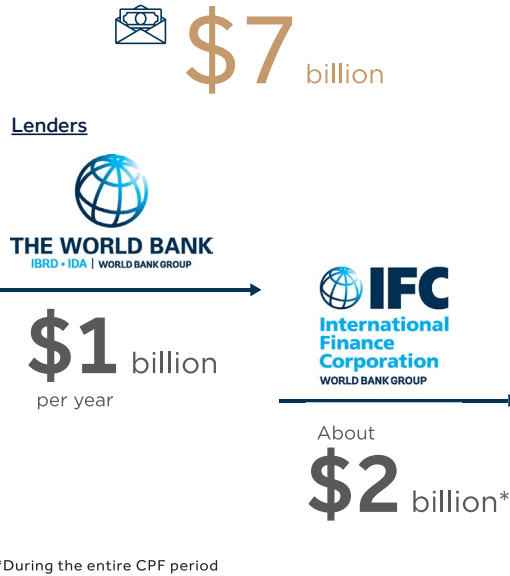 $7 billion
Lenders
THE WORLD BANK
IBRD • IDA | WORLD BANK GROUP
$1 billion
per year
IFC
International
Finance
Corporation
WORLD BANK GROUP
About
$2 billion*
*During the entire CPF period